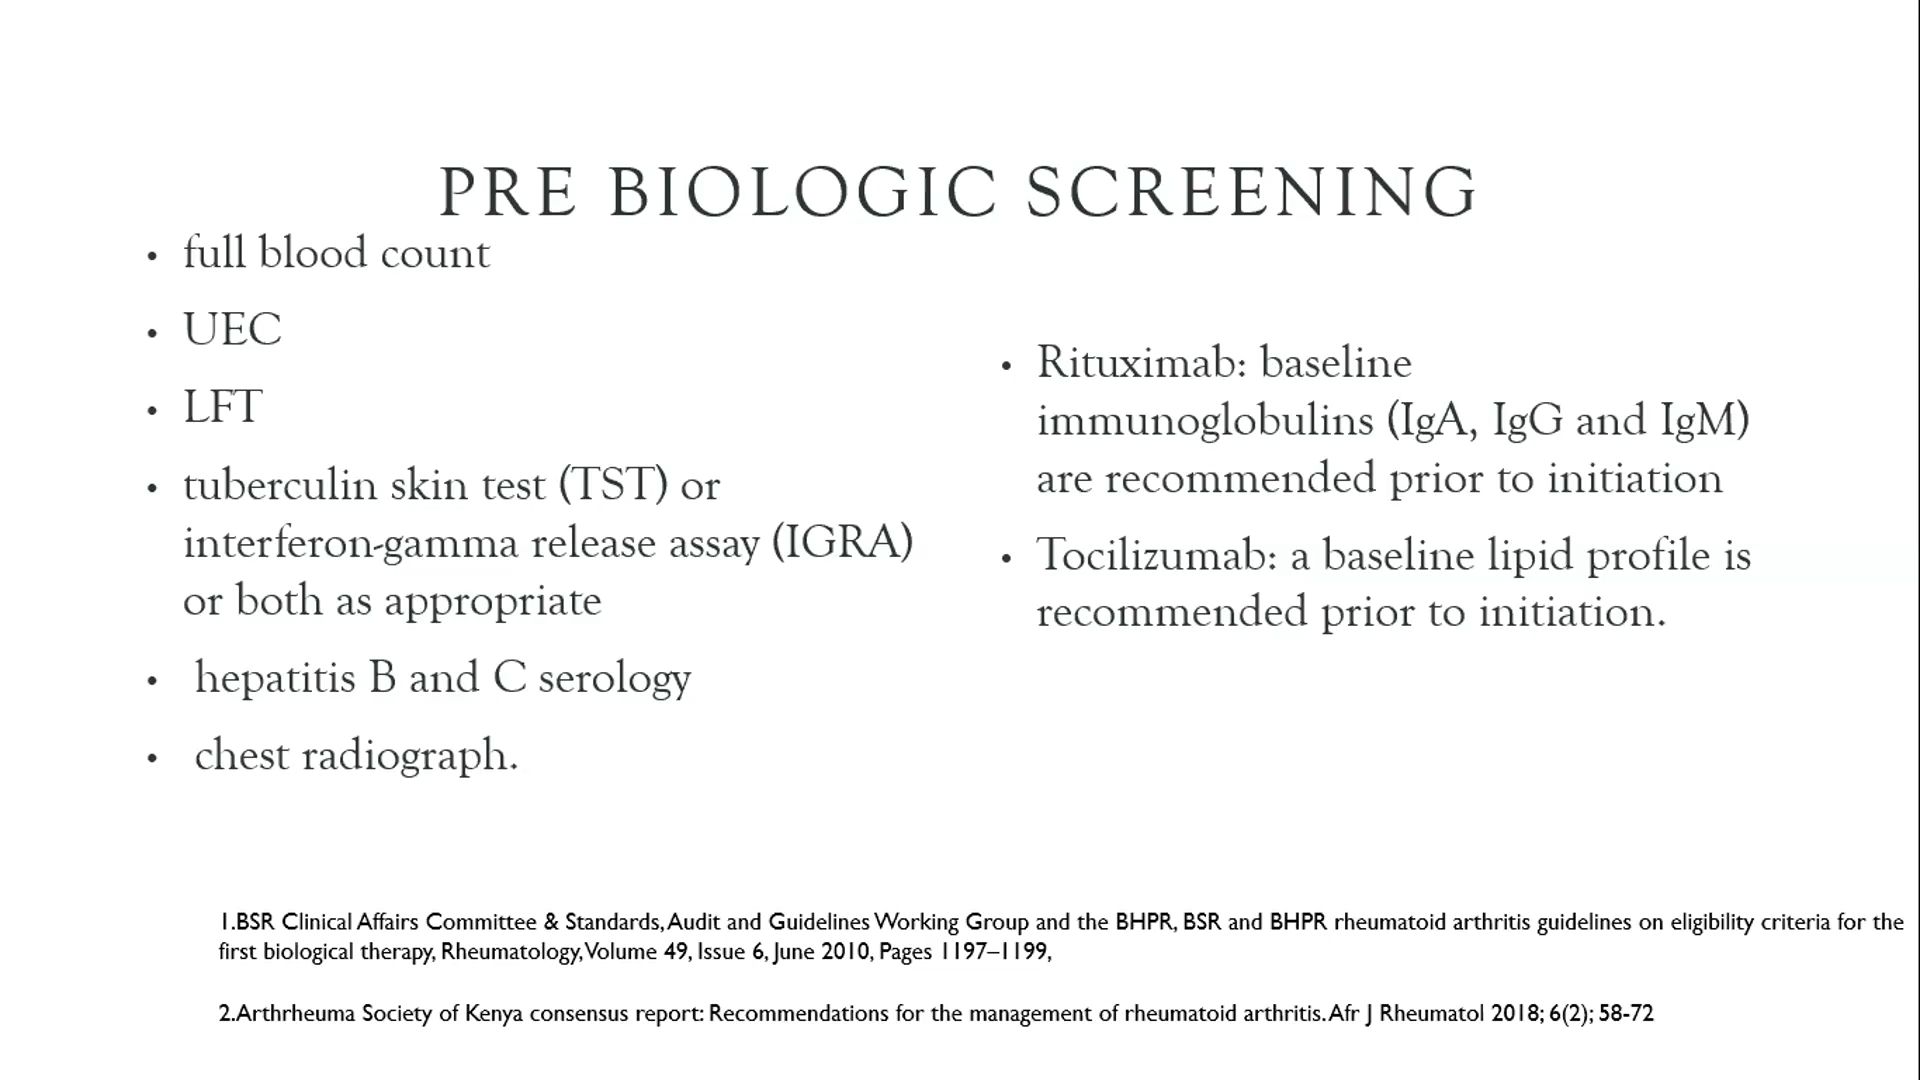 PRE BIOLOGIC SCREENING
• full blood count
• UEC
• LFT
• tuberculin skin test (TST) or
interferon-gamma release assay (IGRA)
or both as appropriate
• hepatitis B and C serology
• chest radiograph.
• Rituximab: baseline
immunoglobulins (IgA, IgG and IgM)
are recommended prior to initiation
• Tocilizumab: a baseline lipid profile is
recommended prior to initiation.
1.BSR Clinical Affairs Committee & Standards, Audit and Guidelines Working Group and the BHPR, BSR and BHPR rheumatoid arthritis guidelines on eligibility criteria for the
first biological therapy, Rheumatology, Volume 49, Issue 6, June 2010, Pages 1197–1199,
2.Arthrheuma Society of Kenya consensus report: Recommendations for the management of rheumatoid arthritis. Afr J Rheumatol 2018; 6(2); 58-72